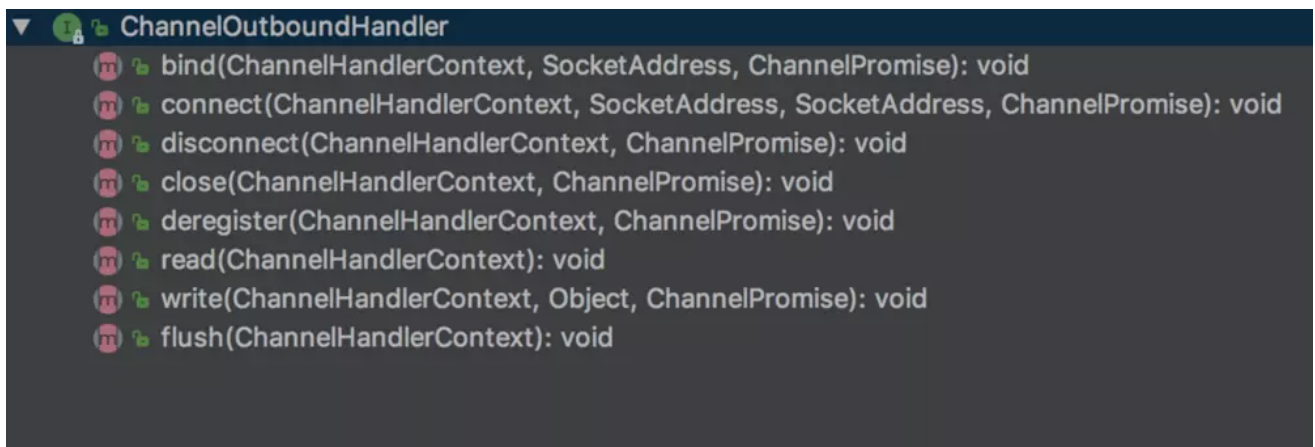 ChannelOutboundHandler
bind(ChannelHandlerContext, SocketAddress, ChannelPromise): void
connect(ChannelHandlerContext, SocketAddress, SocketAddress, ChannelPromise): void
disconnect(ChannelHandlerContext, ChannelPromise): void
close(ChannelHandlerContext, ChannelPromise): void
deregister(ChannelHandlerContext, ChannelPromise): void
read(ChannelHandlerContext): void
write(ChannelHandlerContext, Object, ChannelPromise): void
flush(ChannelHandlerContext): void